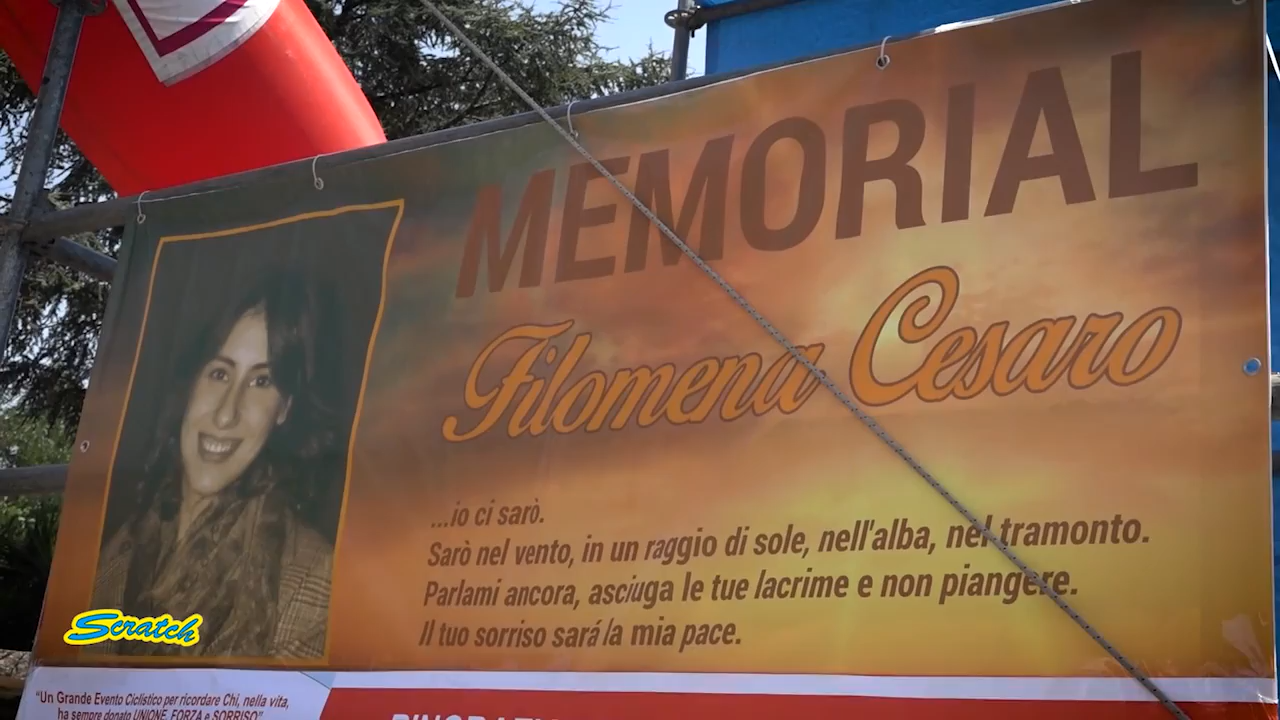 MEMORIAL
Filomena Cesaro
...io ci sarò.
Sarò nel vento, in un raggio di sole, nell'alba, nel tramonto.
Parlami ancora, asciuga le tue lacrime e non piangere.
Il tuo sorriso sará la mia pace.
Scratch
"Un Grande Evento Ciclistico per ricordare Chi, nella vita,
ha sempre donato UNIONE, FORZA e SORRISO"